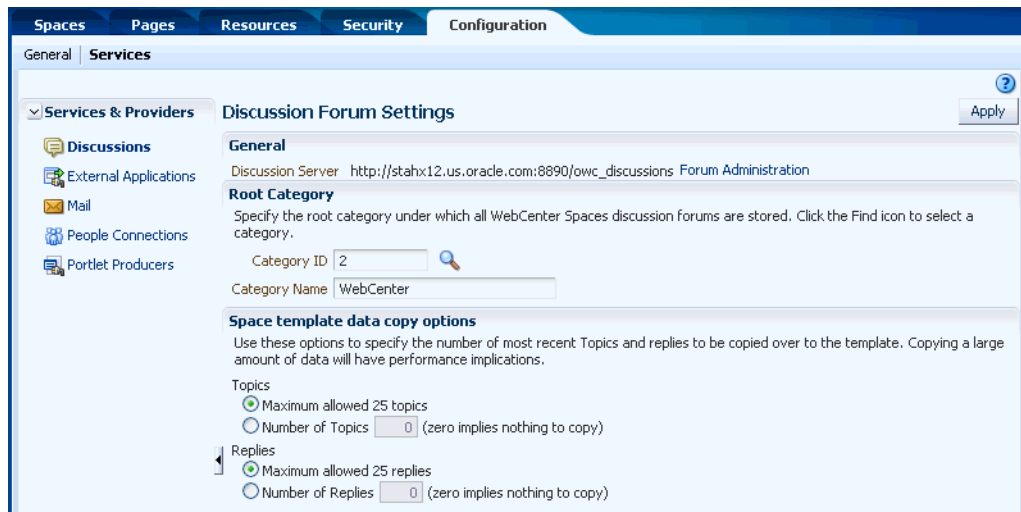 Spaces Pages Resources Security Configuration
General Services
Services & Providers
Discussions
External Applications
Mail
People Connections
Portlet Producers
Discussion Forum Settings
Apply
General
Discussion Server http://stahx12.us.oracle.com:8890/owc_discussions Forum Administration
Root Category
Specify the root category under which all WebCenter Spaces discussion forums are stored. Click the Find icon to select a
category.
Category ID 2
Category Name WebCenter
Space template data copy options
Use these options to specify the number of most recent Topics and replies to be copied over to the template. Copying a large
amount of data will have performance implications.
Topics
Maximum allowed 25 topics
Number of Topics 0 (zero implies nothing to copy)
Replies
Maximum allowed 25 replies
Number of Replies 0 (zero implies nothing to copy)